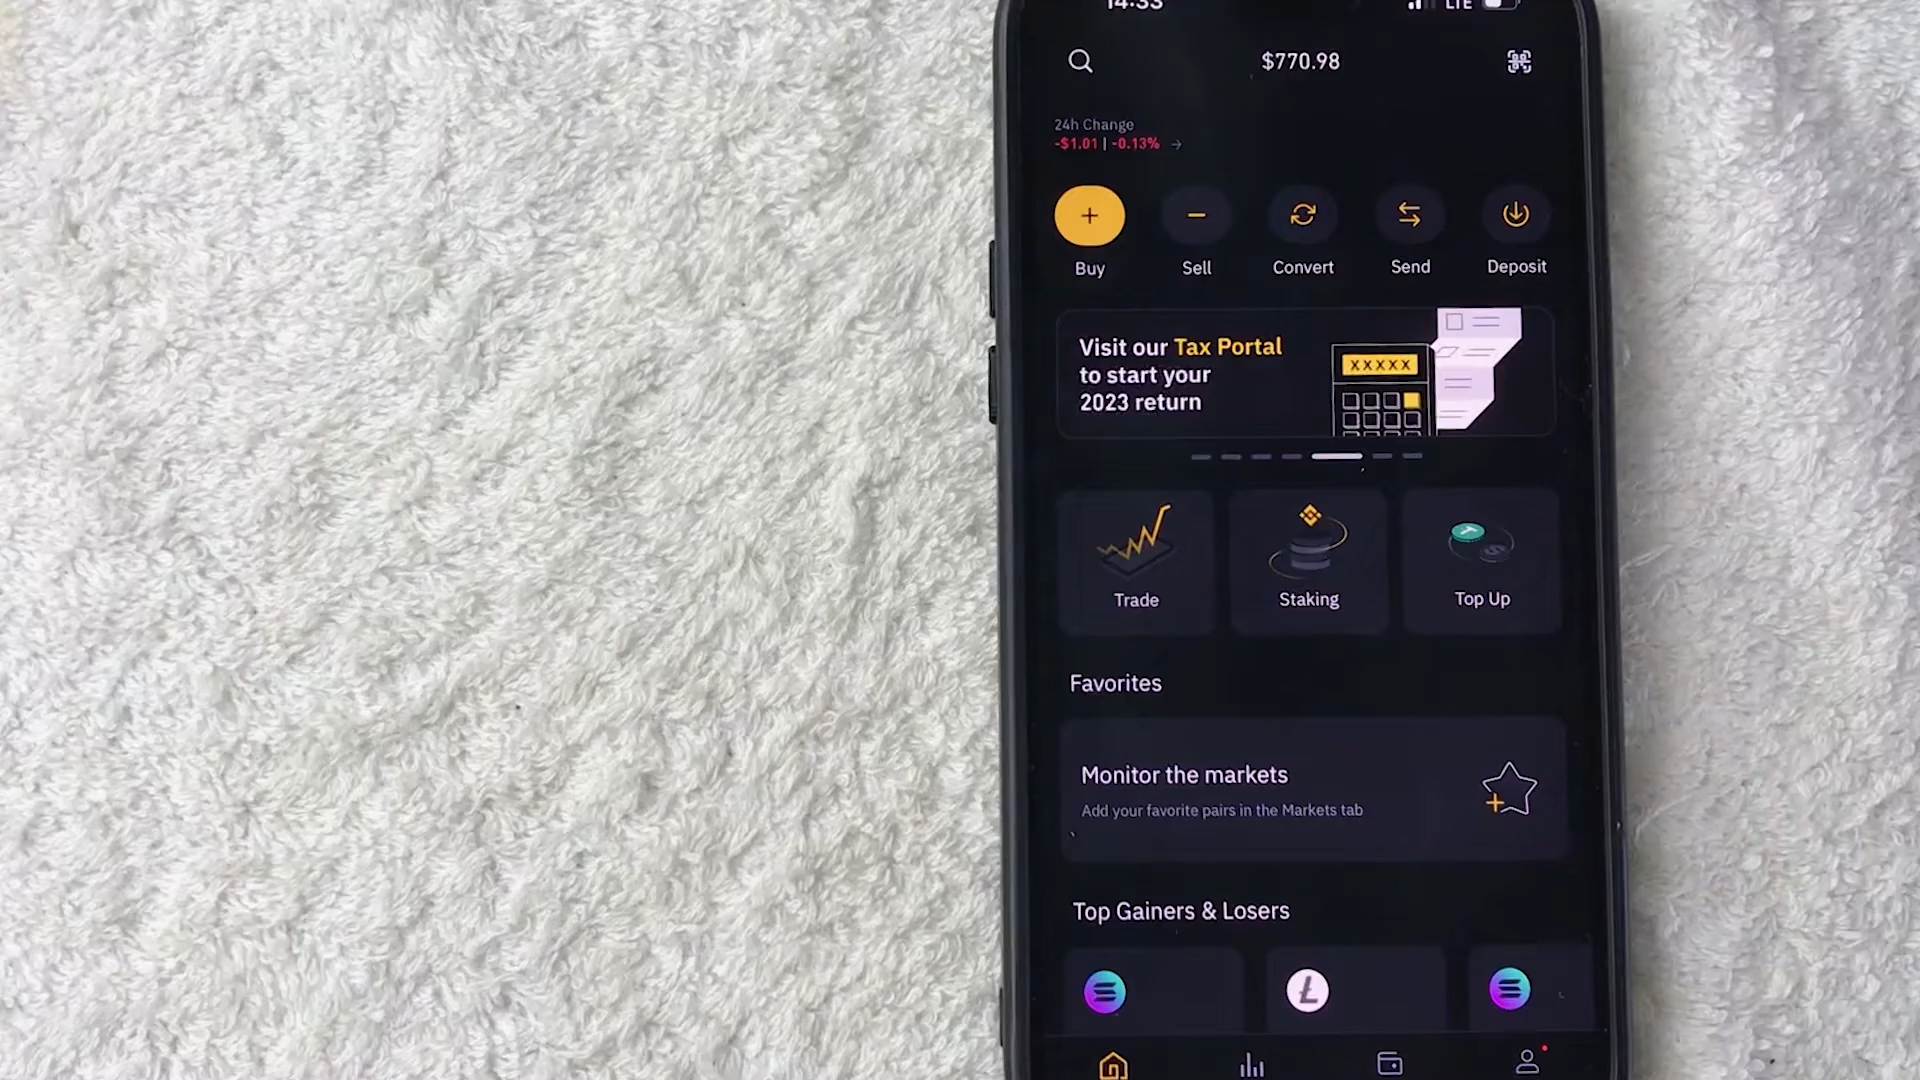 14:33
LTE
$770.98
24h Change
-$1.01 | -0.13% →
Buy
Sell
Convert
Send
Deposit
Visit our Tax Portal
to start your
2023 return
XXXXX
Trade
Staking
Top Up
Favorites
Monitor the markets
Add your favorite pairs in the Markets tab
Top Gainers & Losers